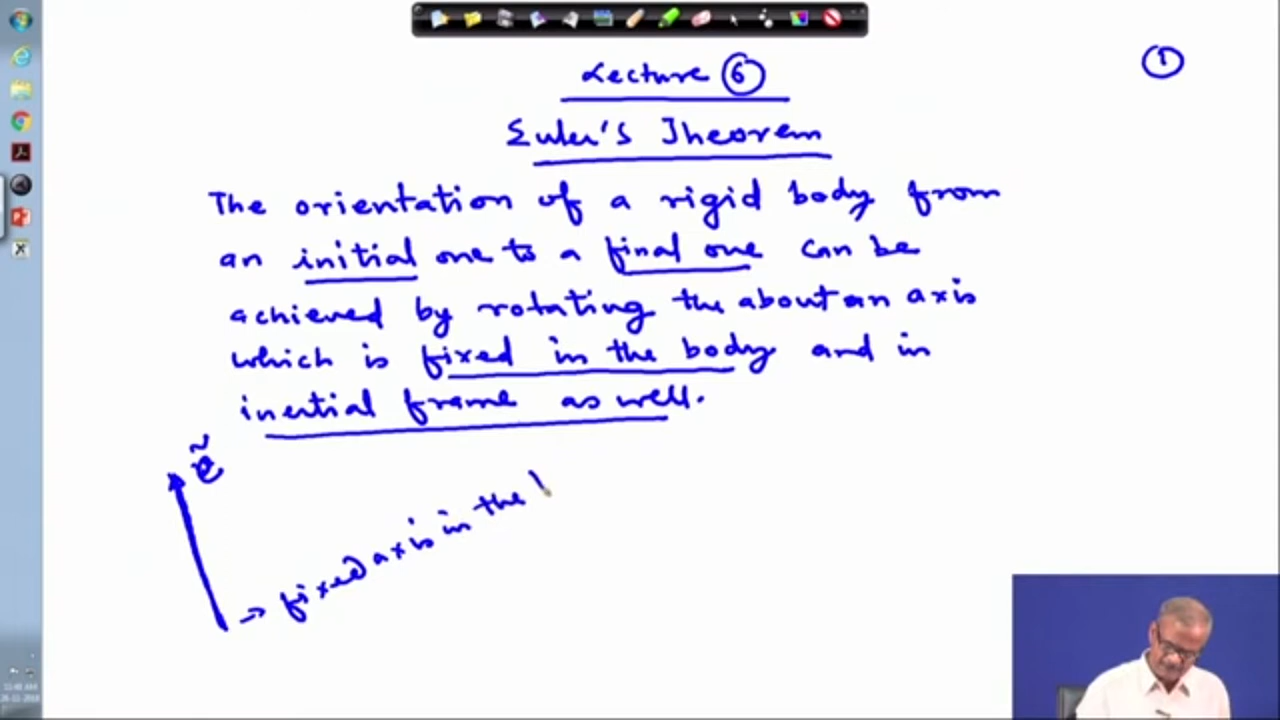 Lecture 6
1
Euler's Theorem
The orientation of a rigid body from
an initial one to a final one can be
achieved by rotating the about an axis
which is fixed in the body and in
inertial frame as well.
ẽ
→ fixed axis in the